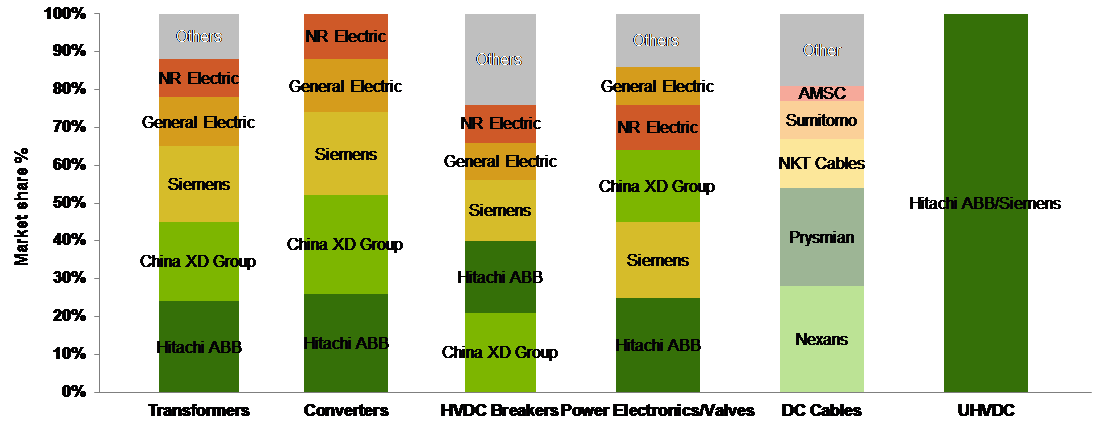 100%
90%
80%
70%
60%
50%
40%
30%
20%
10%
0%
Market share %
Others
NR Electric
General Electric
Siemens
China XD Group
Hitachi ABB
Transformers
NR Electric
General Electric
Siemens
China XD Group
Hitachi ABB
Converters
Others
NR Electric
General Electric
Siemens
Hitachi ABB
China XD Group
HVDC Breakers
Others
General Electric
NR Electric
China XD Group
Siemens
Hitachi ABB
Power Electronics/Valves
Other
AMSC
Sumitomo
NKT Cables
Prysmian
Nexans
DC Cables
Hitachi ABB/Siemens
UHVDC